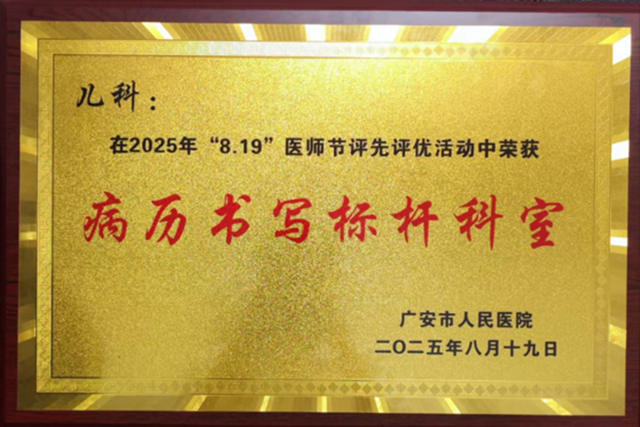 儿科：
在2025年“8.19”医师节评先评优活动中荣获
病历书写标杆科室
广安市人民医院
二〇二五年八月十九日